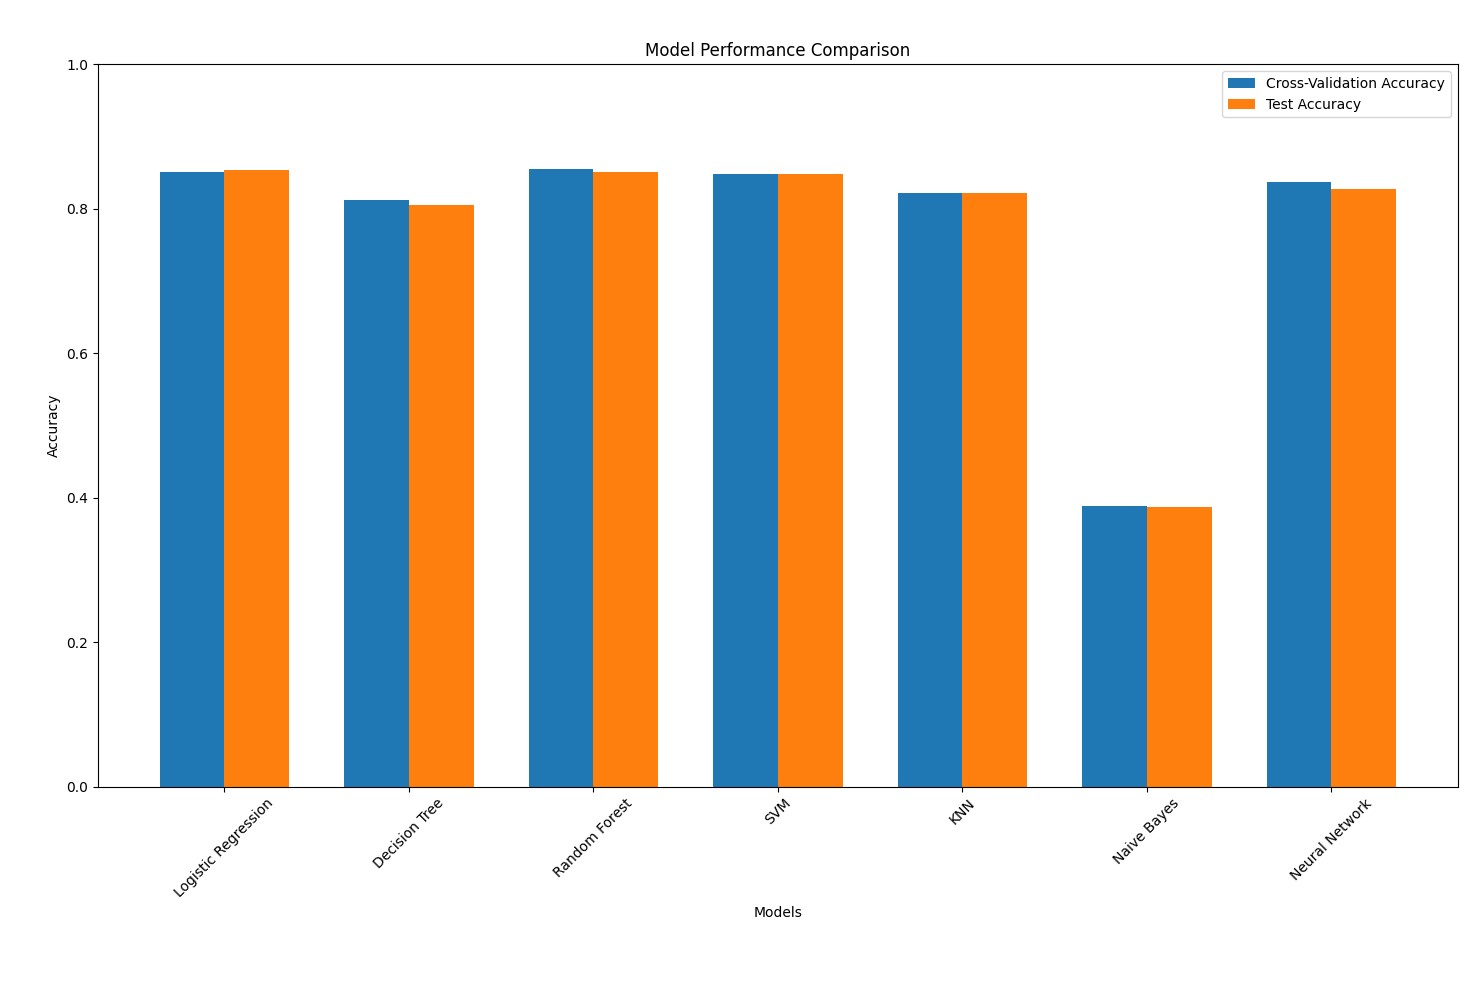 Model Performance Comparison
1.0
0.8
0.6
0.4
0.2
0.0
Accuracy
Cross-Validation Accuracy
Test Accuracy
Logistic Regression
Decision Tree
Random Forest
SVM
KNN
Naive Bayes
Neural Network
Models